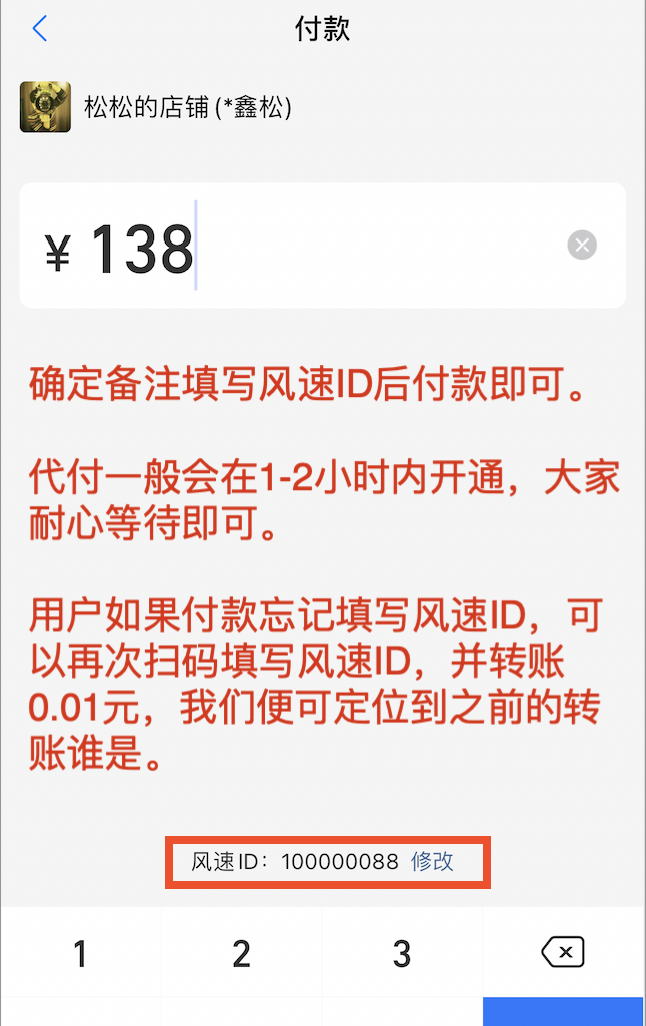 付款
松松的店铺(*鑫松)
¥ 138
确定备注填写风速ID后付款即可。
代付一般会在1-2小时内开通，大家
耐心等待即可。
用户如果付款忘记填写风速ID，可
以再次扫码填写风速ID，并转账
0.01元，我们便可定位到之前的转
账谁是。
风速ID：100000088 修改
1 2 3